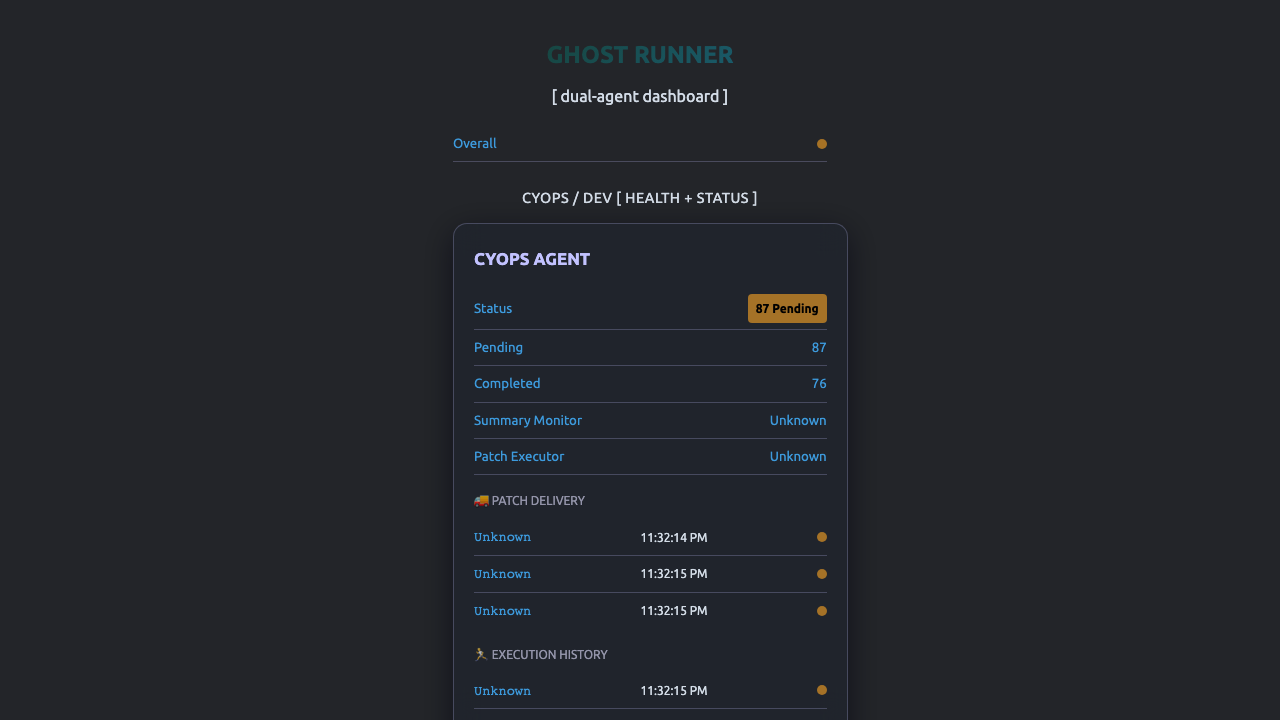 GHOST RUNNER
[ dual-agent dashboard ]
Overall
CYOPS / DEV [ HEALTH + STATUS ]
CYOPS AGENT
Status 87 Pending
Pending 87
Completed 76
Summary Monitor Unknown
Patch Executor Unknown
🚚 PATCH DELIVERY
Unknown 11:32:14 PM
Unknown 11:32:15 PM
Unknown 11:32:15 PM
🏃 EXECUTION HISTORY
Unknown 11:32:15 PM